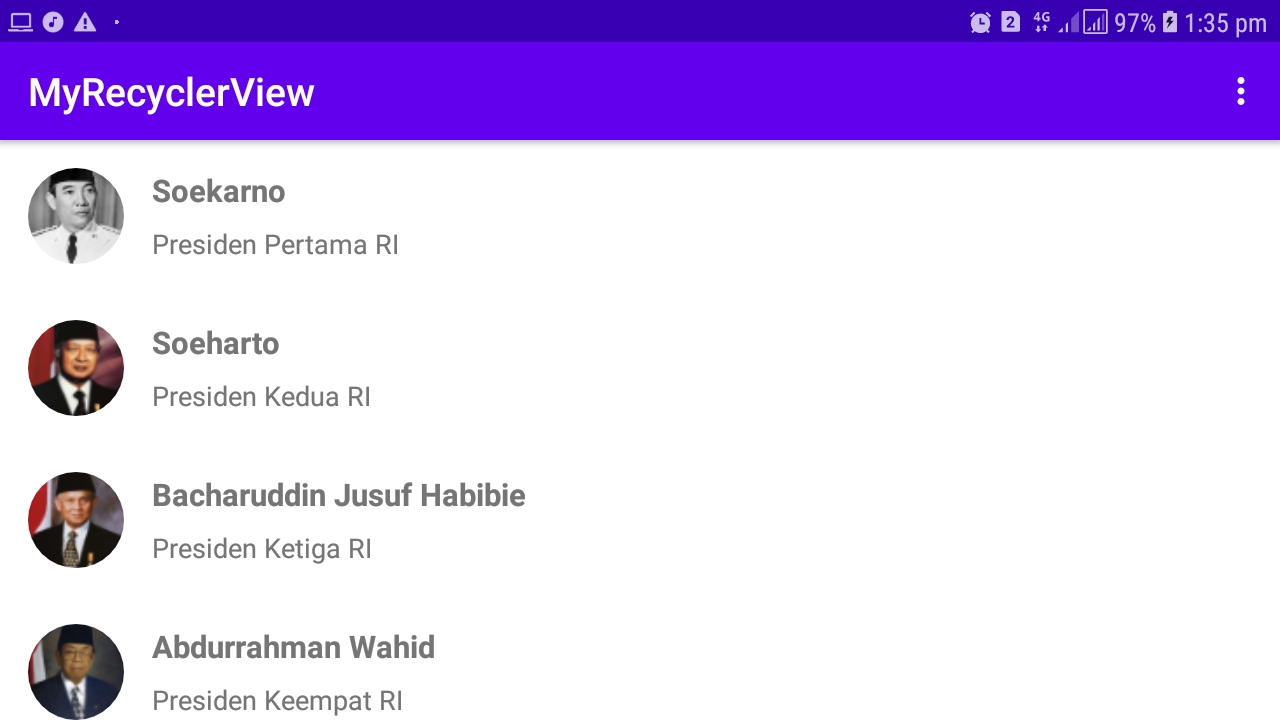 2 4G 97% 1:35 pm
MyRecyclerView
Soekarno
Presiden Pertama RI
Soeharto
Presiden Kedua RI
Bacharuddin Jusuf Habibie
Presiden Ketiga RI
Abdurrahman Wahid
Presiden Keempat RI